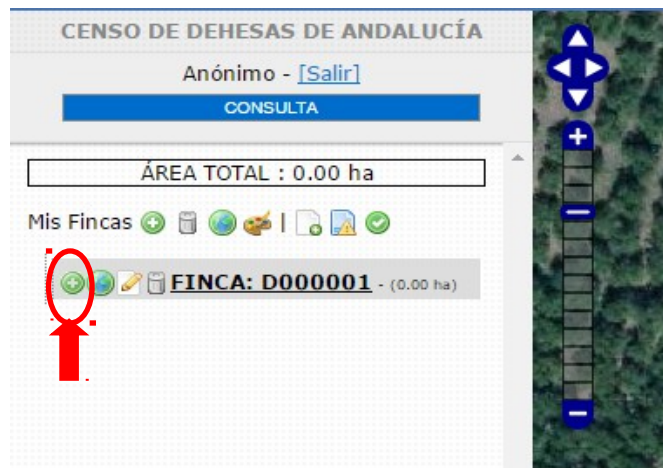 CENSO DE DEHESAS DE ANDALUCÍA
Anónimo - [Salir]
CONSULTA
ÁREA TOTAL : 0.00 ha
Mis Fincas |
FINCA: D000001 - (0.00 ha)